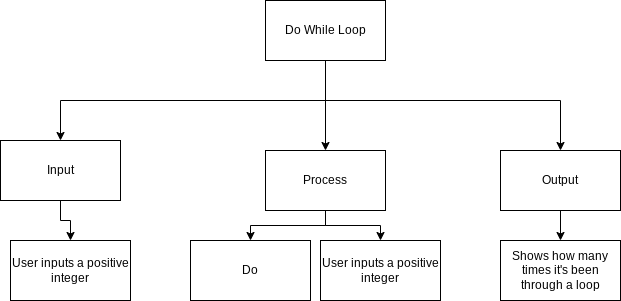 Do While Loop
Input
Process
Output
User inputs a positive
integer
Do
User inputs a positive
integer
Shows how many
times it's been
through a loop